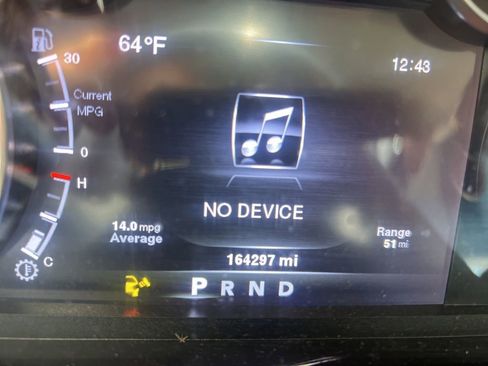 64°F
12:43
30
Current
MPG
0
H
C
NO DEVICE
14.0 mpg
Average
Range
51 mi
164297 mi
P R N D